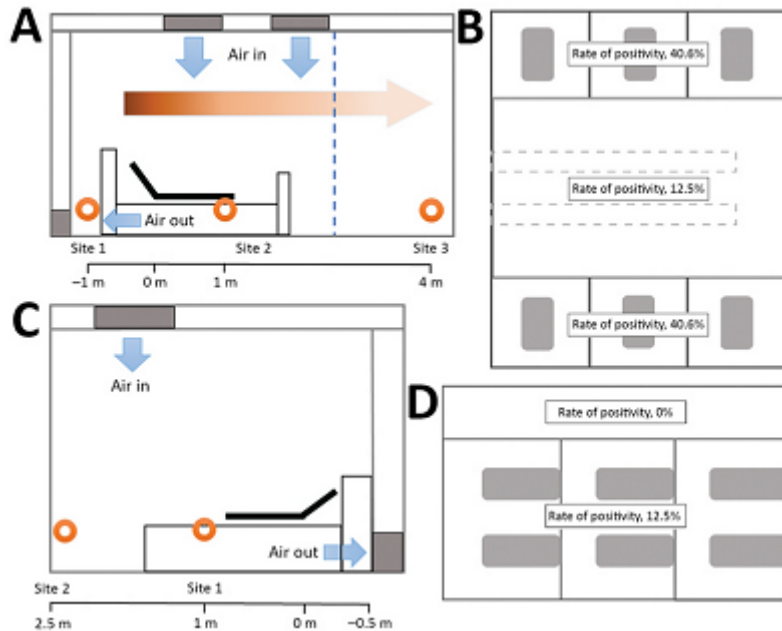 A
Air in
Air out
Site 1
Site 2
Site 3
−1 m
0 m
1 m
4 m
B
Rate of positivity, 40.6%
Rate of positivity, 12.5%
Rate of positivity, 40.6%
C
Air in
Air out
Site 2
Site 1
2.5 m
1 m
0 m
−0.5 m
D
Rate of positivity, 0%
Rate of positivity, 12.5%